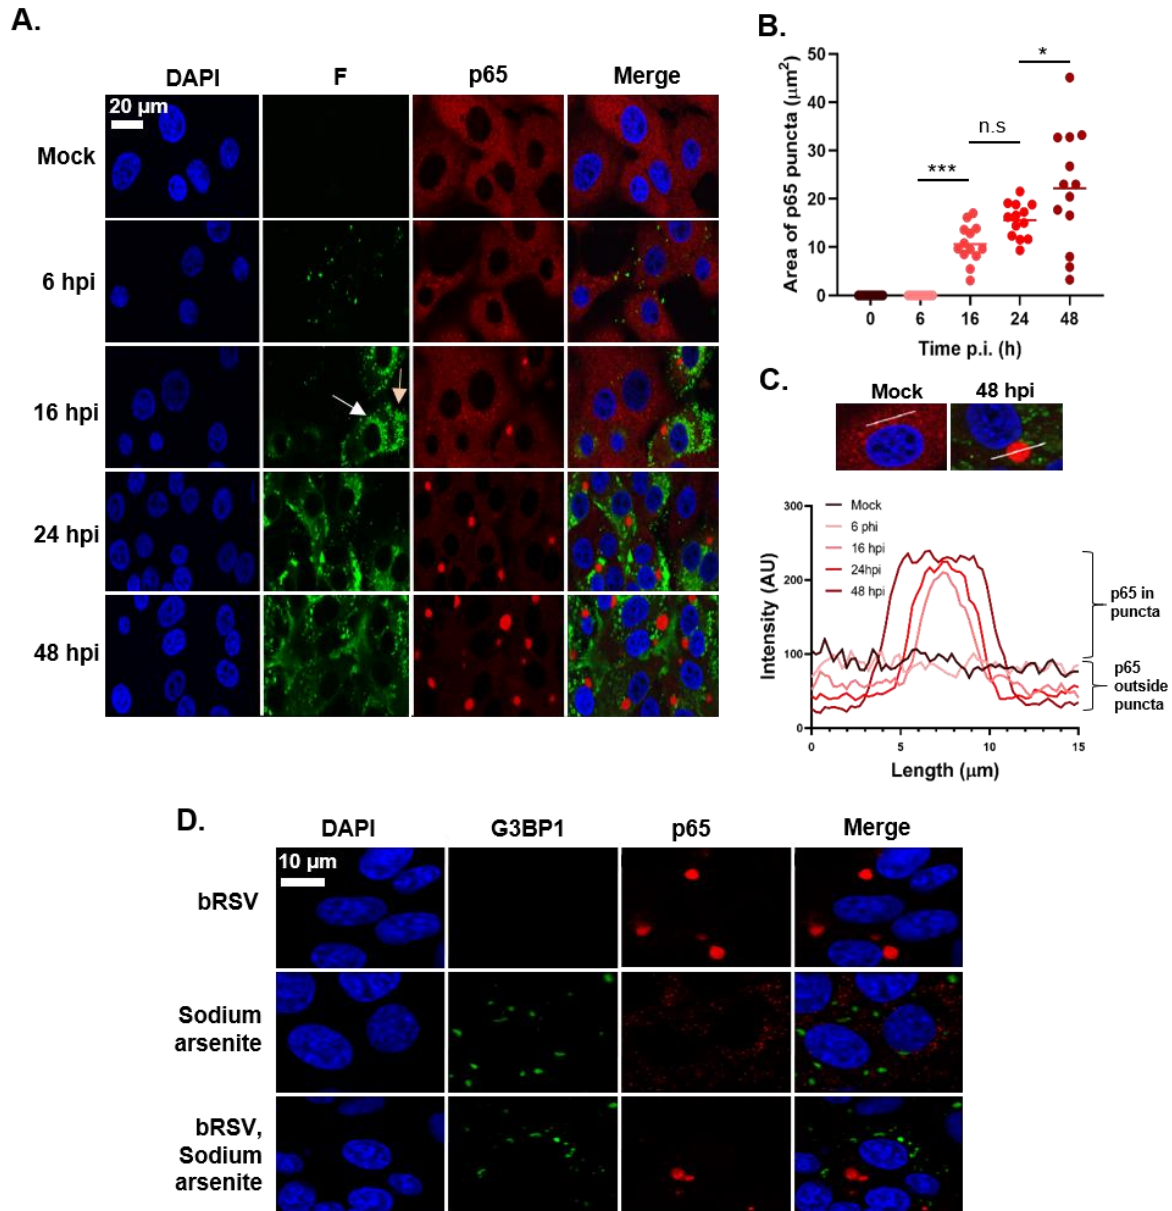 A.
DAPI F p65 Merge
20 µm
Mock
6 hpi
16 hpi
24 hpi
48 hpi
B.
Area of p65 puncta (µm²)
50
40
30
20
10
0
***
n.s
*
0 6 16 24 48
Time p.i. (h)
C.
Mock 48 hpi
Intensity (AU)
300
200
100
0
Mock
6 phi
16 hpi
24hpi
48 hpi
p65 in
puncta
p65
outside
puncta
0 5 10 15
Length (µm)
D.
DAPI G3BP1 p65 Merge
10 µm
bRSV
Sodium
arsenite
bRSV,
Sodium
arsenite